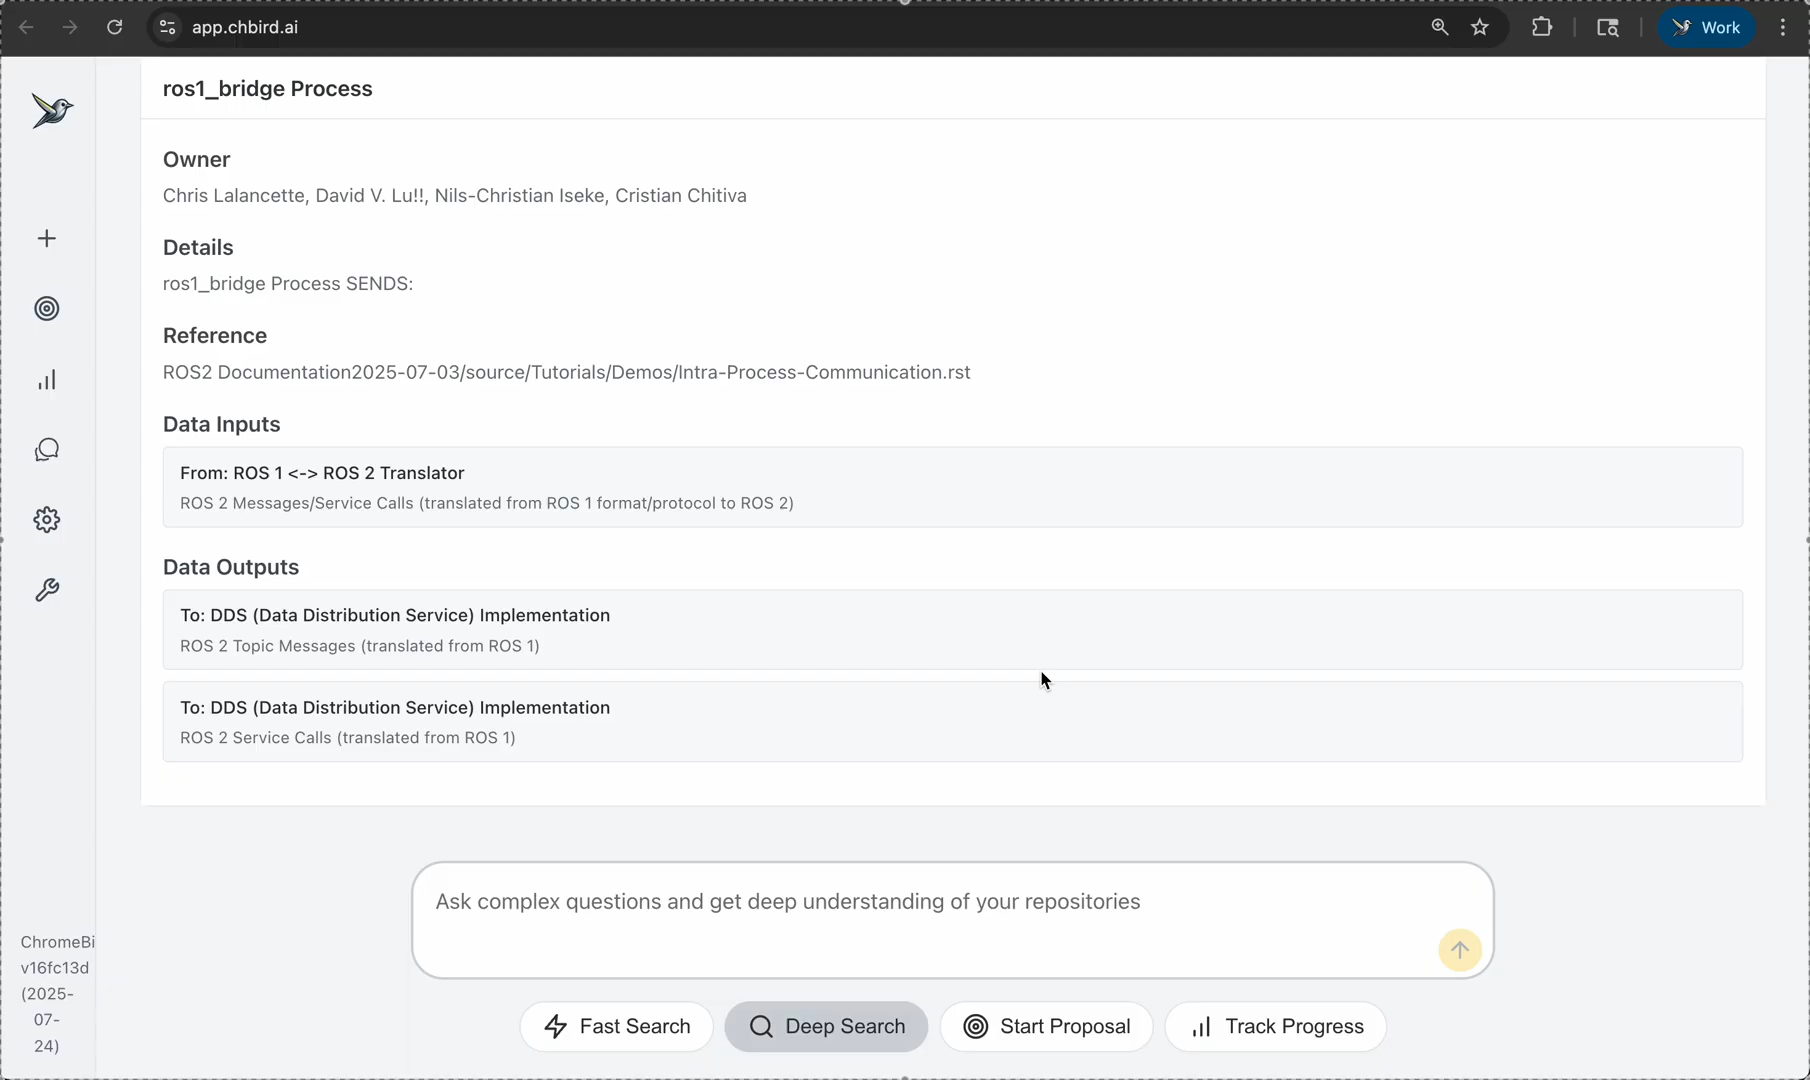 app.chbird.ai
Work
ros1_bridge Process
Owner
Chris Lalancette, David V. Lu!!, Nils-Christian Iseke, Cristian Chitiva
Details
ros1_bridge Process SENDS:
Reference
ROS2 Documentation2025-07-03/source/Tutorials/Demos/Intra-Process-Communication.rst
Data Inputs
From: ROS 1 <-> ROS 2 Translator
ROS 2 Messages/Service Calls (translated from ROS 1 format/protocol to ROS 2)
Data Outputs
To: DDS (Data Distribution Service) Implementation
ROS 2 Topic Messages (translated from ROS 1)
To: DDS (Data Distribution Service) Implementation
ROS 2 Service Calls (translated from ROS 1)
Ask complex questions and get deep understanding of your repositories
Fast Search
Deep Search
Start Proposal
Track Progress
ChromeBi
v16fc13d
(2025-
07-
24)